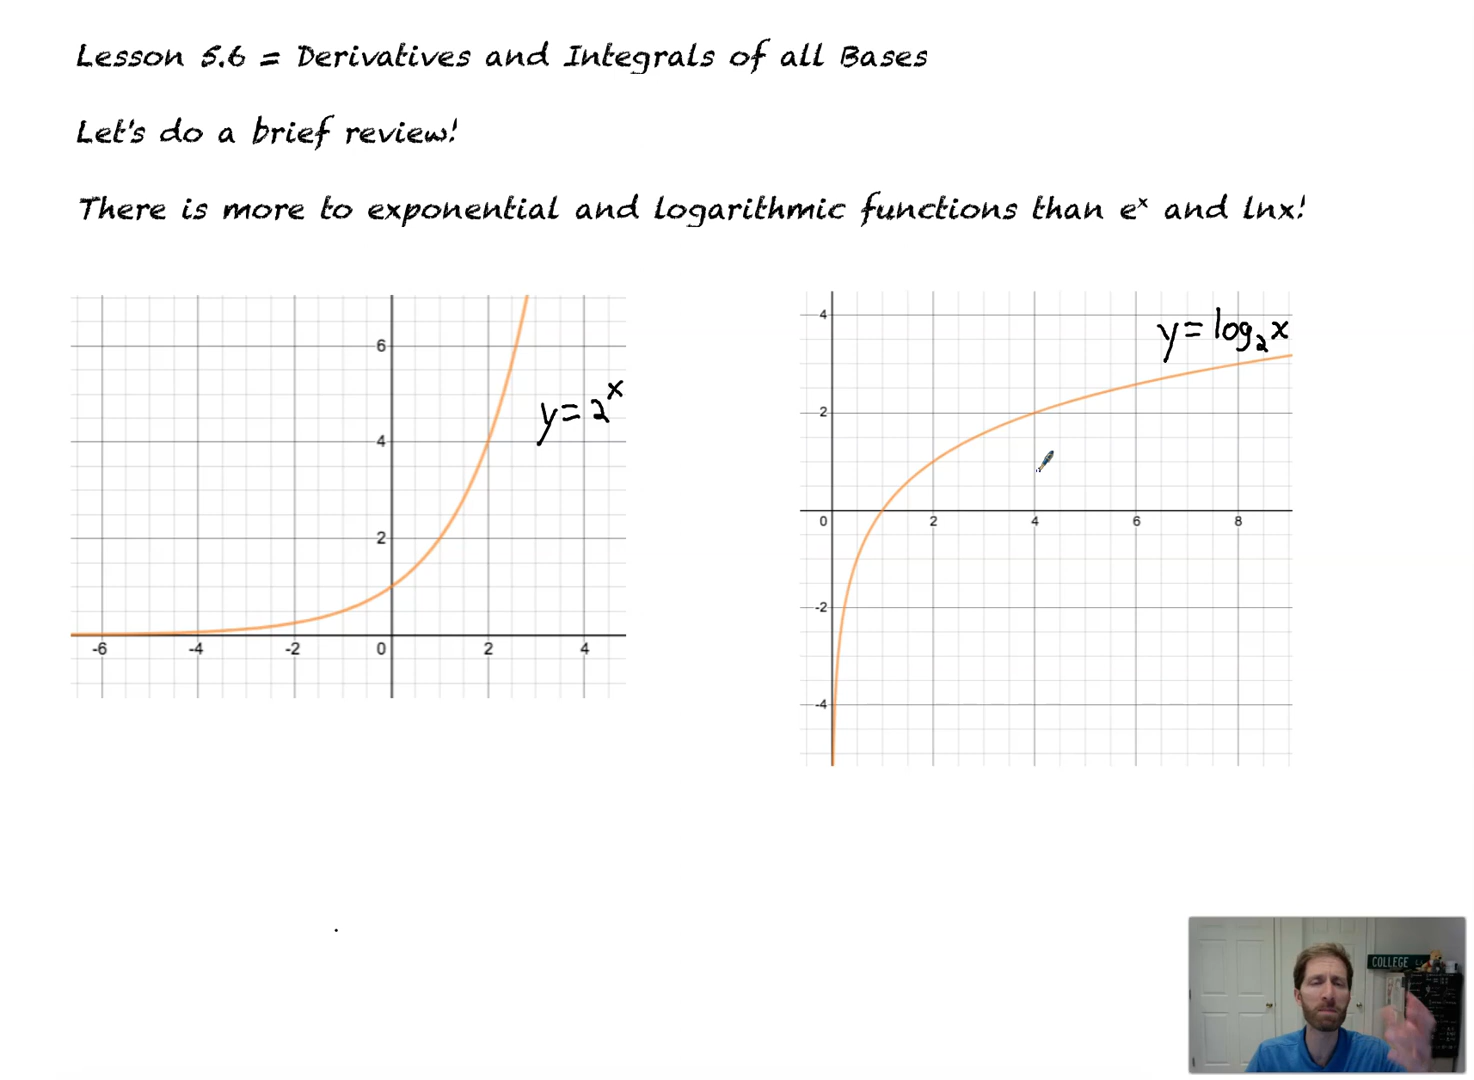 Lesson 5.6 = Derivatives and Integrals of all Bases
Let's do a brief review!
There is more to exponential and logarithmic functions than eˣ and lnx!
6
y=2ˣ
4
2
-6 -4 -2 0 2 4
4
y=log₂x
2
0 2 4 6 8
-2
-4
COLLEGE